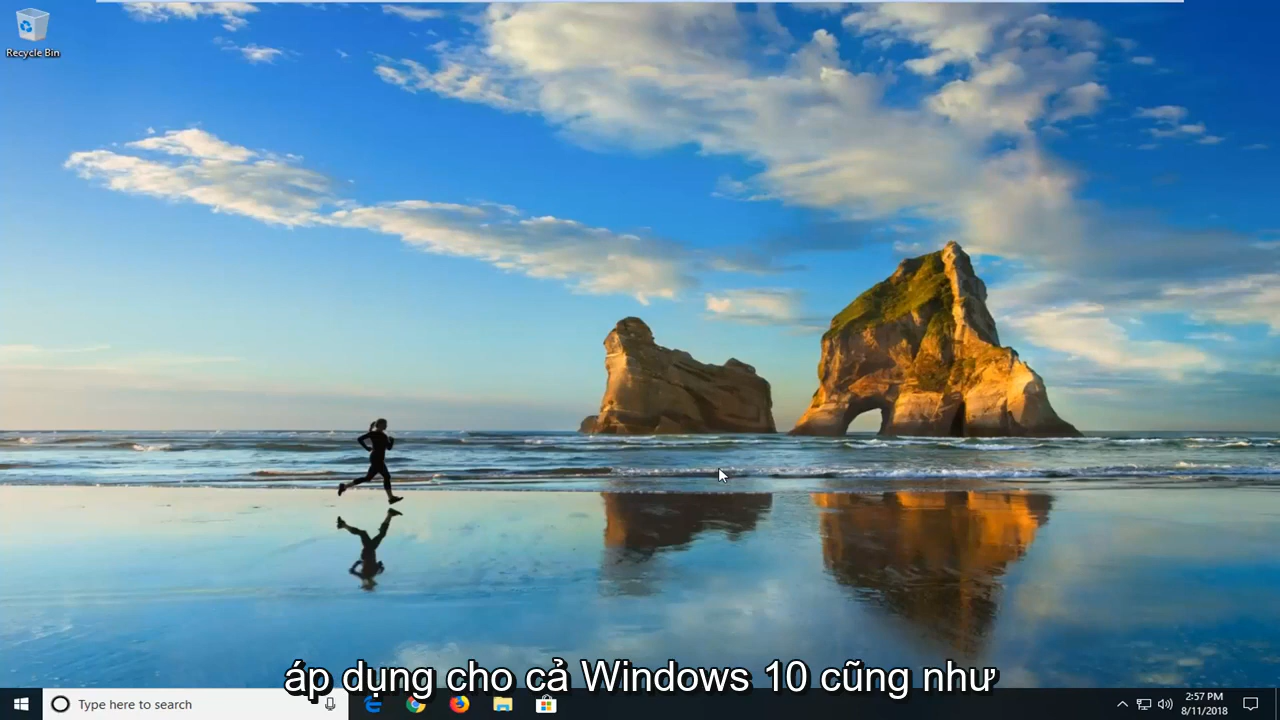 Recycle Bin
áp dụng cho cả Windows 10 cũng như
Type here to search
2:57 PM
8/11/2018